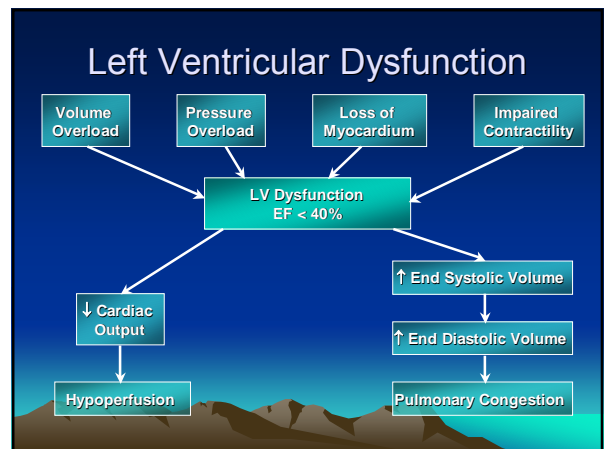 Left Ventricular Dysfunction
Volume
Overload
Pressure
Overload
Loss of
Myocardium
Impaired
Contractility
LV Dysfunction
EF < 40%
↓ Cardiac
Output
Hypoperfusion
↑ End Systolic Volume
↑ End Diastolic Volume
Pulmonary Congestion